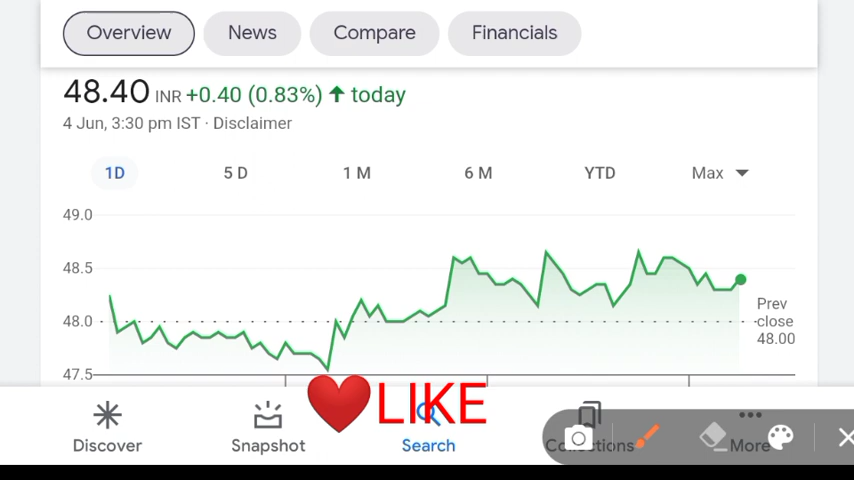 Overview News Compare Financials
48.40 INR +0.40 (0.83%) ↑ today
4 Jun, 3:30 pm IST · Disclaimer
1D 5 D 1 M 6 M YTD Max
49.0
48.5
48.0
47.5
Prev
close
48.00
LIKE
Discover Snapshot Search Collections More